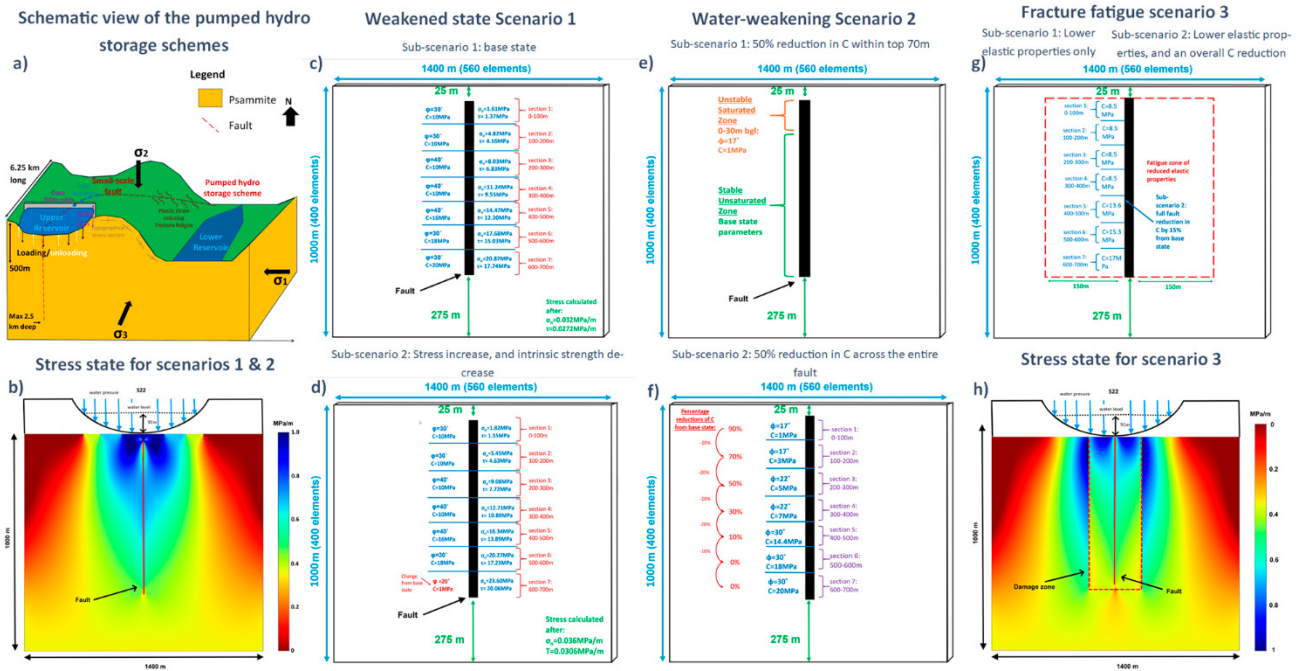 Schematic view of the pumped hydro
storage schemes
a)
Legend
Psammite
Fault
N
6.25 km
long
σ2
Small-scale
fault
Pumped hydro
storage scheme
Upper
Reservoir
Lower
Reservoir
Loading/unloading
500m
σ1
Max 2.5
km deep
σ3
Stress state for scenarios 1 & 2
b)
S22
water pressure
water level
92m
MPa/m
1.0
0.8
0.6
0.4
0.2
0
1000 m
Fault
1400 m
Weakened state Scenario 1
Sub-scenario 1: base state
c)
1400 m (560 elements)
25 m
1000 m (400 elements)
φ=30°
C=10MPa
σn=1.61MPa
τ= 1.37MPa
section 1:
0-100m
φ=30°
C=10MPa
σn=4.82MPa
τ= 4.16MPa
section 2:
100-200m
φ=40°
C=10MPa
σn=8.03MPa
τ= 6.83MPa
section 3:
200-300m
φ=40°
C=10MPa
σn=11.24MPa
τ= 9.55MPa
section 4:
300-400m
φ=40°
C=16MPa
σn=14.47MPa
τ= 12.30MPa
section 5:
400-500m
φ=30°
C=18MPa
σn=17.68MPa
τ= 15.03MPa
section 6:
500-600m
φ=30°
C=20MPa
σn=20.87MPa
τ= 17.74MPa
section 7:
600-700m
Fault
275 m
Stress calculated
after:
σn=0.032MPa/m
τ=0.0272MPa/m
Sub-scenario 2: Stress increase, and intrinsic strength de-
crease
d)
1400 m (560 elements)
25 m
1000 m (400 elements)
φ=30°
C=10MPa
σn=1.82MPa
τ= 1.55MPa
section 1:
0-100m
φ=30°
C=10MPa
σn=5.45MPa
τ= 4.63MPa
section 2:
100-200m
φ=40°
C=10MPa
σn=9.08MPa
τ= 7.72MPa
section 3:
200-300m
φ=40°
C=10MPa
σn=12.71MPa
τ= 10.80MPa
section 4:
300-400m
φ=40°
C=16MPa
σn=16.34MPa
τ= 13.89MPa
section 5:
400-500m
φ=30°
C=18MPa
σn=20.27MPa
τ= 17.23MPa
section 6:
500-600m
Change
from base
state
φ =26°
C=1MPa
σn=23.60MPa
τ= 20.06MPa
section 7:
600-700m
Fault
275 m
Stress calculated
after:
σn=0.036MPa/m
T=0.0306MPa/m
Water-weakening Scenario 2
Sub-scenario 1: 50% reduction in C within top 70m
e)
1400 m (560 elements)
25 m
1000 m (400 elements)
Unstable
Saturated
Zone
0-30m bgl:
φ=17°
C=1MPa
Stable
Unsaturated
Zone
Base state
parameters
Fault
275 m
Sub-scenario 2: 50% reduction in C across the entire
fault
f)
1400 m (560 elements)
25 m
1000 m (400 elements)
Percentage
reductions of C
from base state:
90%
-20%
70%
-20%
50%
-20%
30%
-20%
10%
-10%
0%
0%
φ=17°
C=1MPa
section 1:
0-100m
φ=17°
C=3MPa
section 2:
100-200m
φ=22°
C=5MPa
section 3:
200-300m
φ=22°
C=7MPa
section 4:
300-400m
φ=30°
C=14.4MPa
section 5:
400-500m
φ=30°
C=18MPa
section 6:
500-600m
φ=30°
C=20MPa
section 7:
600-700m
275 m
Fracture fatigue scenario 3
Sub-scenario 1: Lower
elastic properties only
Sub-scenario 2: Lower elastic prop-
erties, and an overall C reduction
g)
1400 m (560 elements)
25 m
1000 m (400 elements)
section 1:
0-100m
C=8.5
MPa
section 2:
100-200m
C=8.5
MPa
section 3:
200-300m
C=8.5
MPa
section 4:
300-400m
C=8.5
MPa
section 5:
400-500m
C=13.6
MPa
section 6:
500-600m
C=15.3
MPa
section 7:
600-700m
C=17M
Pa
Fatigue zone of
reduced elastic
properties
Sub-
scenario 2:
full fault
reduction in
C by 15%
from base
state
150m
150m
275 m
Stress state for scenario 3
h)
S22
water pressure
water level
92m
MPa/m
0
0.2
0.4
0.6
0.8
1
1000 m
Damage zone
Fault
1400 m